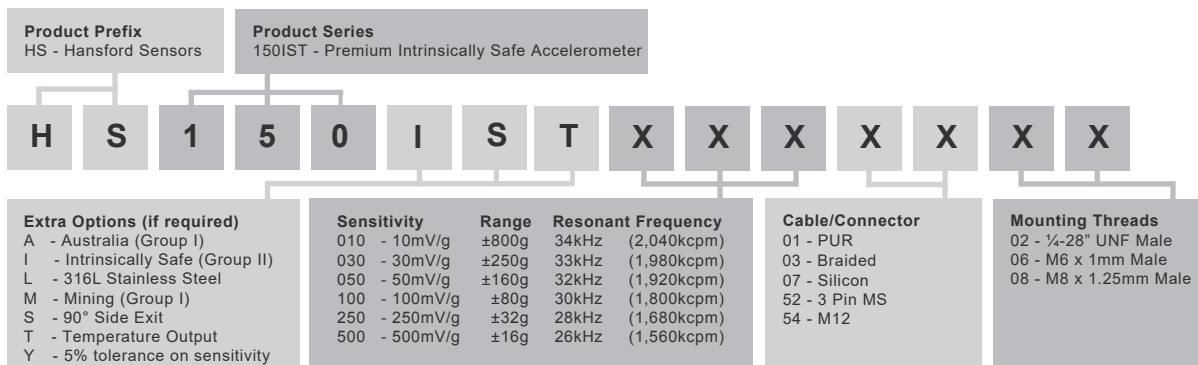 Product Prefix
HS - Hansford Sensors
Product Series
150IST - Premium Intrinsically Safe Accelerometer
H S 1 5 0 I S T X X X X X X X
Extra Options (if required)
A - Australia (Group I)
I - Intrinsically Safe (Group II)
L - 316L Stainless Steel
M - Mining (Group I)
S - 90° Side Exit
T - Temperature Output
Y - 5% tolerance on sensitivity
Sensitivity Range Resonant Frequency
010 - 10mV/g ±800g 34kHz (2,040kcpm)
030 - 30mV/g ±250g 33kHz (1,980kcpm)
050 - 50mV/g ±160g 32kHz (1,920kcpm)
100 - 100mV/g ±80g 30kHz (1,800kcpm)
250 - 250mV/g ±32g 28kHz (1,680kcpm)
500 - 500mV/g ±16g 26kHz (1,560kcpm)
Cable/Connector
01 - PUR
03 - Braided
07 - Silicon
52 - 3 Pin MS
54 - M12
Mounting Threads
02 - ¼-28” UNF Male
06 - M6 x 1mm Male
08 - M8 x 1.25mm Male